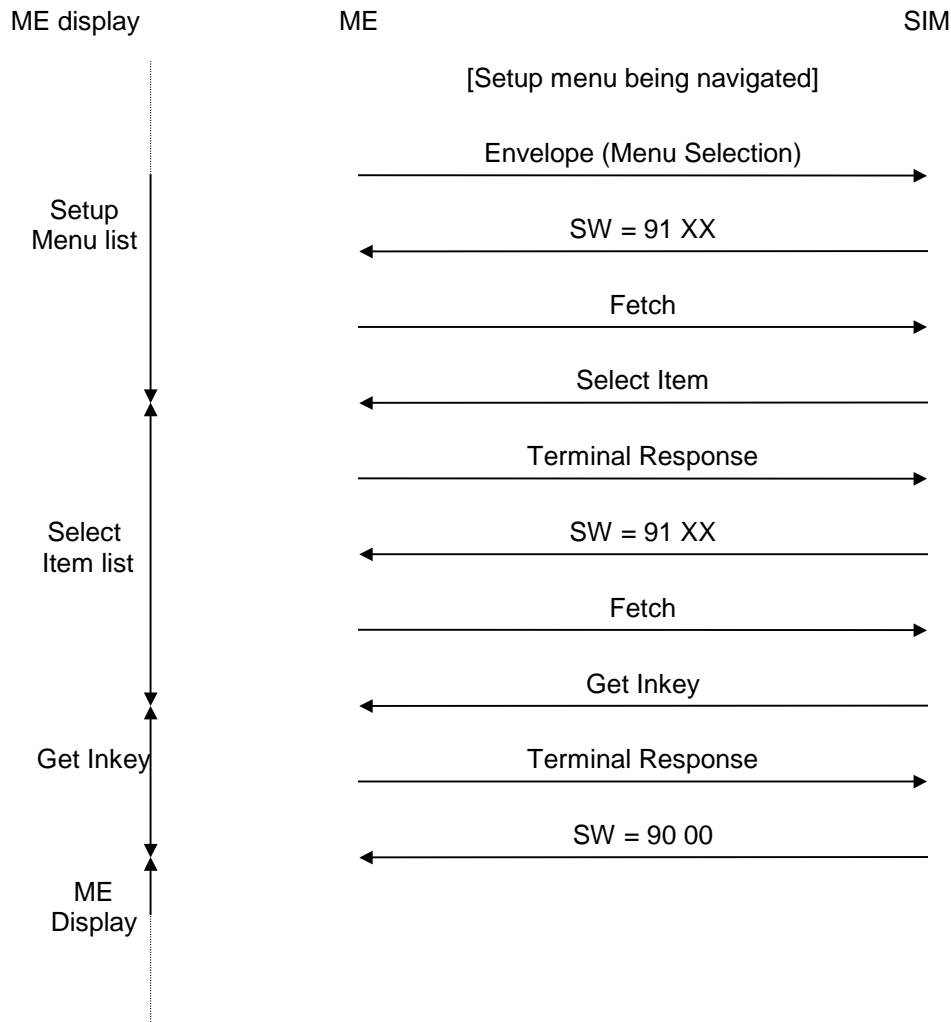 ME display ME SIM
[Setup menu being navigated]
Envelope (Menu Selection)
Setup
Menu list
SW = 91 XX
Fetch
Select Item
Terminal Response
Select
Item list
SW = 91 XX
Fetch
Get Inkey
Get Inkey
Terminal Response
SW = 90 00
ME
Display